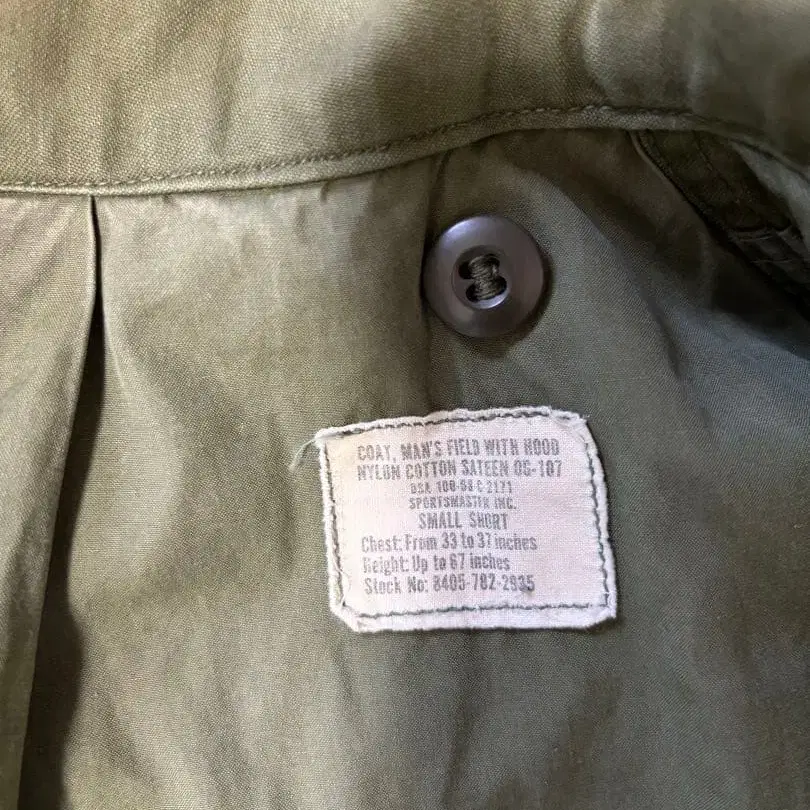 COAT, MAN'S FIELD WITH HOOD
NYLON COTTON SATEEN OG-107
DSA 100-68-C-2171
SPORTSMASTER INC.
SMALL SHORT
Chest: From 33 to 37 inches
Height: Up to 67 inches
Stock No: 8405-782-2935